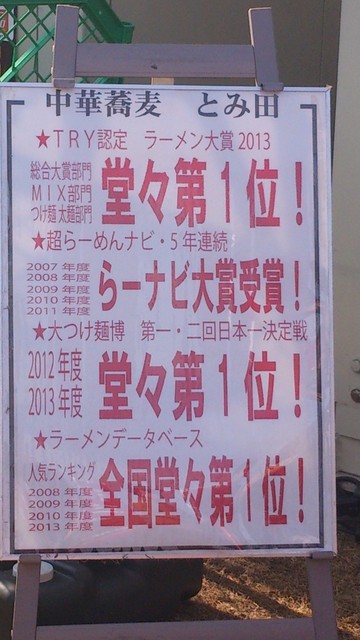 中華蕎麦 とみ田
★TRY認定 ラーメン大賞2013
総合大賞部門
MIX部門
つけ麺 太麺部門
堂々第1位!
★超らーめんナビ・5年連続
2007年度
2008年度
2009年度
2010年度
2011年度
らーナビ大賞受賞!
★大つけ麺博 第一・二回日本一決定戦
2012年度
2013年度
堂々第1位!
★ラーメンデータベース
人気ランキング
2008年度
2009年度
2010年度
2013年度
全国堂々第1位!